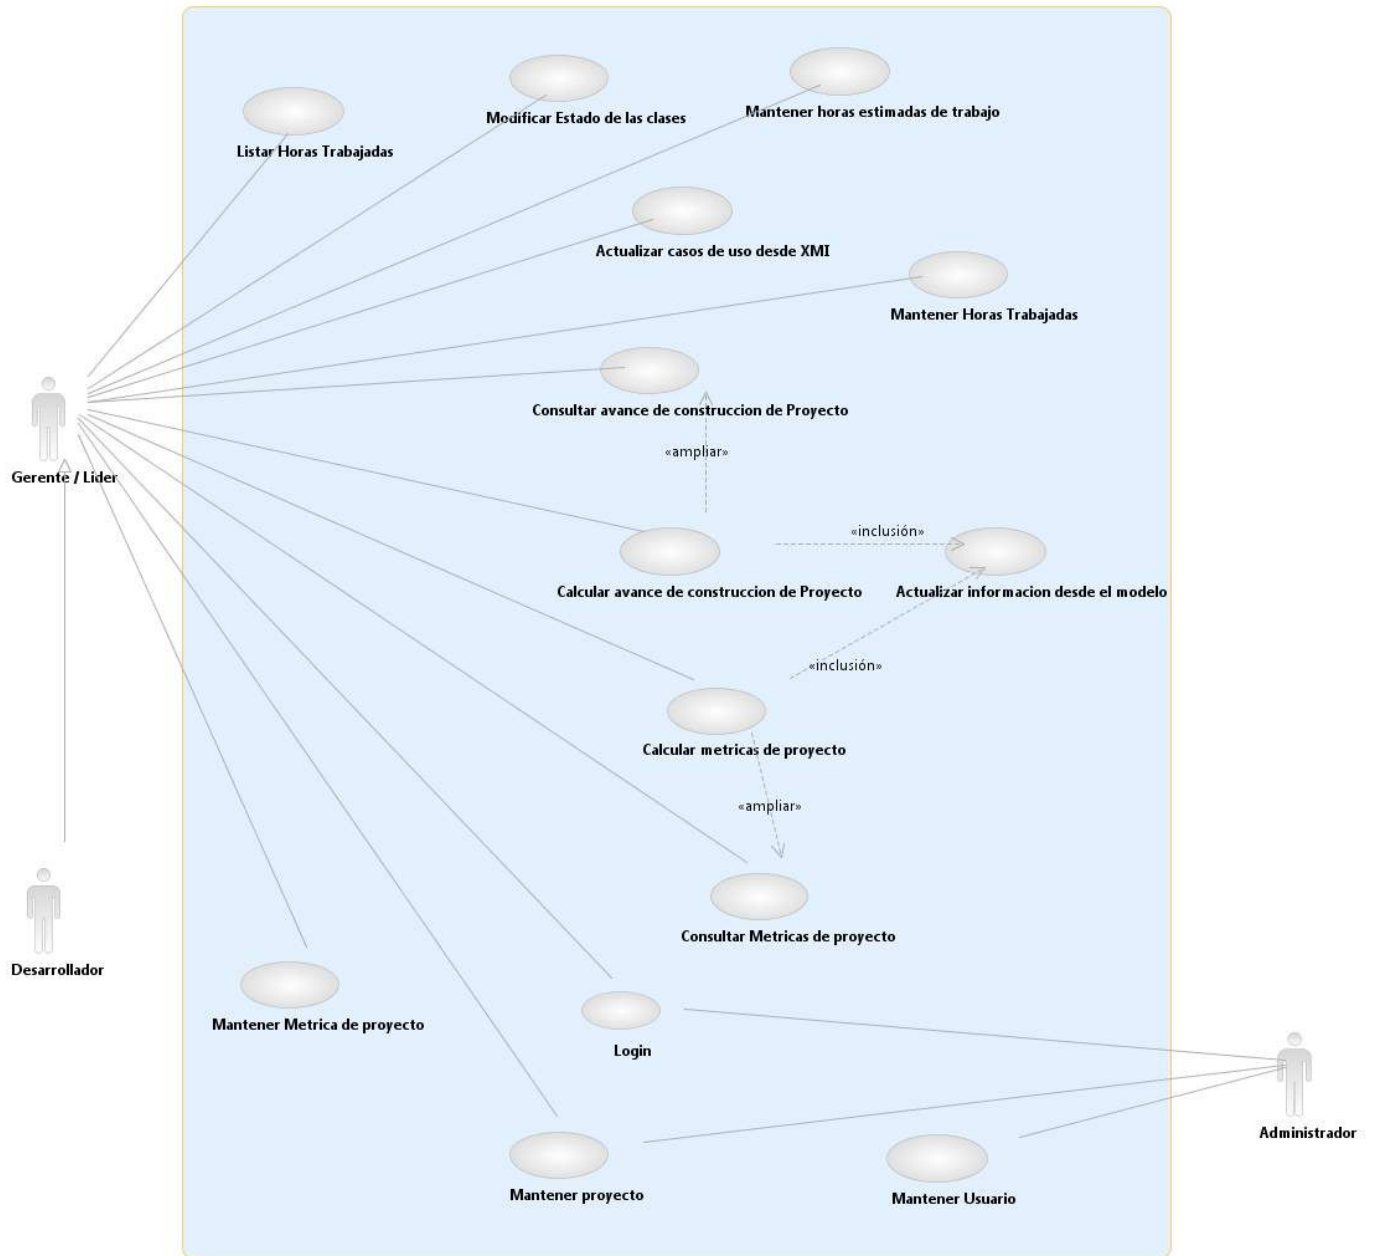 Mantener horas estimadas de trabajo
Modificar Estado de las clases
Listar Horas Trabajadas
Actualizar casos de uso desde XMI
Mantener Horas Trabajadas
Consultar avance de construccion de Proyecto
«ampliar»
Gerente / Lider
«inclusión»
Calcular avance de construccion de Proyecto
Actualizar informacion desde el modelo
«inclusión»
Calcular metricas de proyecto
«ampliar»
Consultar Metricas de proyecto
Desarrollador
Mantener Metrica de proyecto
Login
Administrador
Mantener proyecto
Mantener Usuario